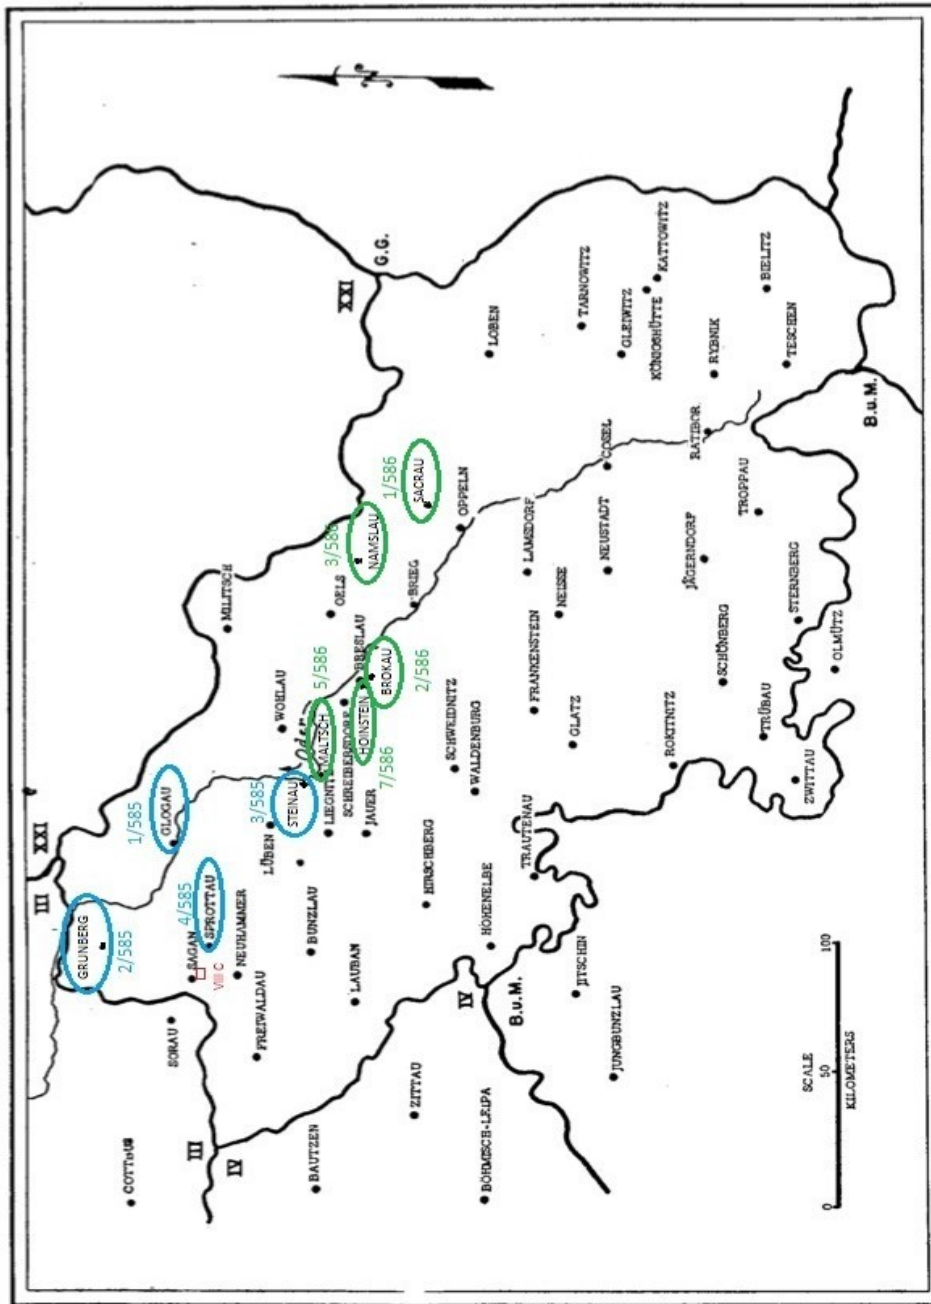 N
III
XXI
XXI
G.G.
III
IV
IV
B.u.M.
B.u.M.
COTTBUS
SORAU
GRUNBERG
2/585
SAGAN
VIII C
4/585
SPROTTAU
1/585
GLOGAU
NEUHAMMER
FREIWALDAU
BUNZLAU
LAUBAN
LÜBEN
3/585
STEINAU
LIEGNITZ
Oder
MALTSCH
5/586
WOHLAU
SCHREIBERSDORF
JAUER
7/586
HOINSTEIN
BRESLAU
BROKAU
2/586
MILITSCH
OELS
3/586
NAMSLAU
BRIEG
1/586
SACRAU
OPPELN
LOBEN
TARNOWITZ
GLEIWITZ
KÖNIGSHÜTTE
KATTOWITZ
RYBNIK
BIELITZ
TESCHEN
COSEL
RATIBOR
TROPPAU
LAMSDORF
NEUSTADT
JÄGERNDORF
STERNBERG
OLMÜTZ
NEISSE
FRANKENSTEIN
GLATZ
SCHÖNBERG
ROKITNITZ
TRÜBAU
ZWITTAU
SCHWEIDNITZ
WALDENBURG
HIRSCHBERG
TRAUTENAU
HOHENELBE
JITSCHIN
JUNGBUNZLAU
ZITTAU
BAUTZEN
BOHMISCH-LEIPA
SCALE
0 50 100
KILOMETERS